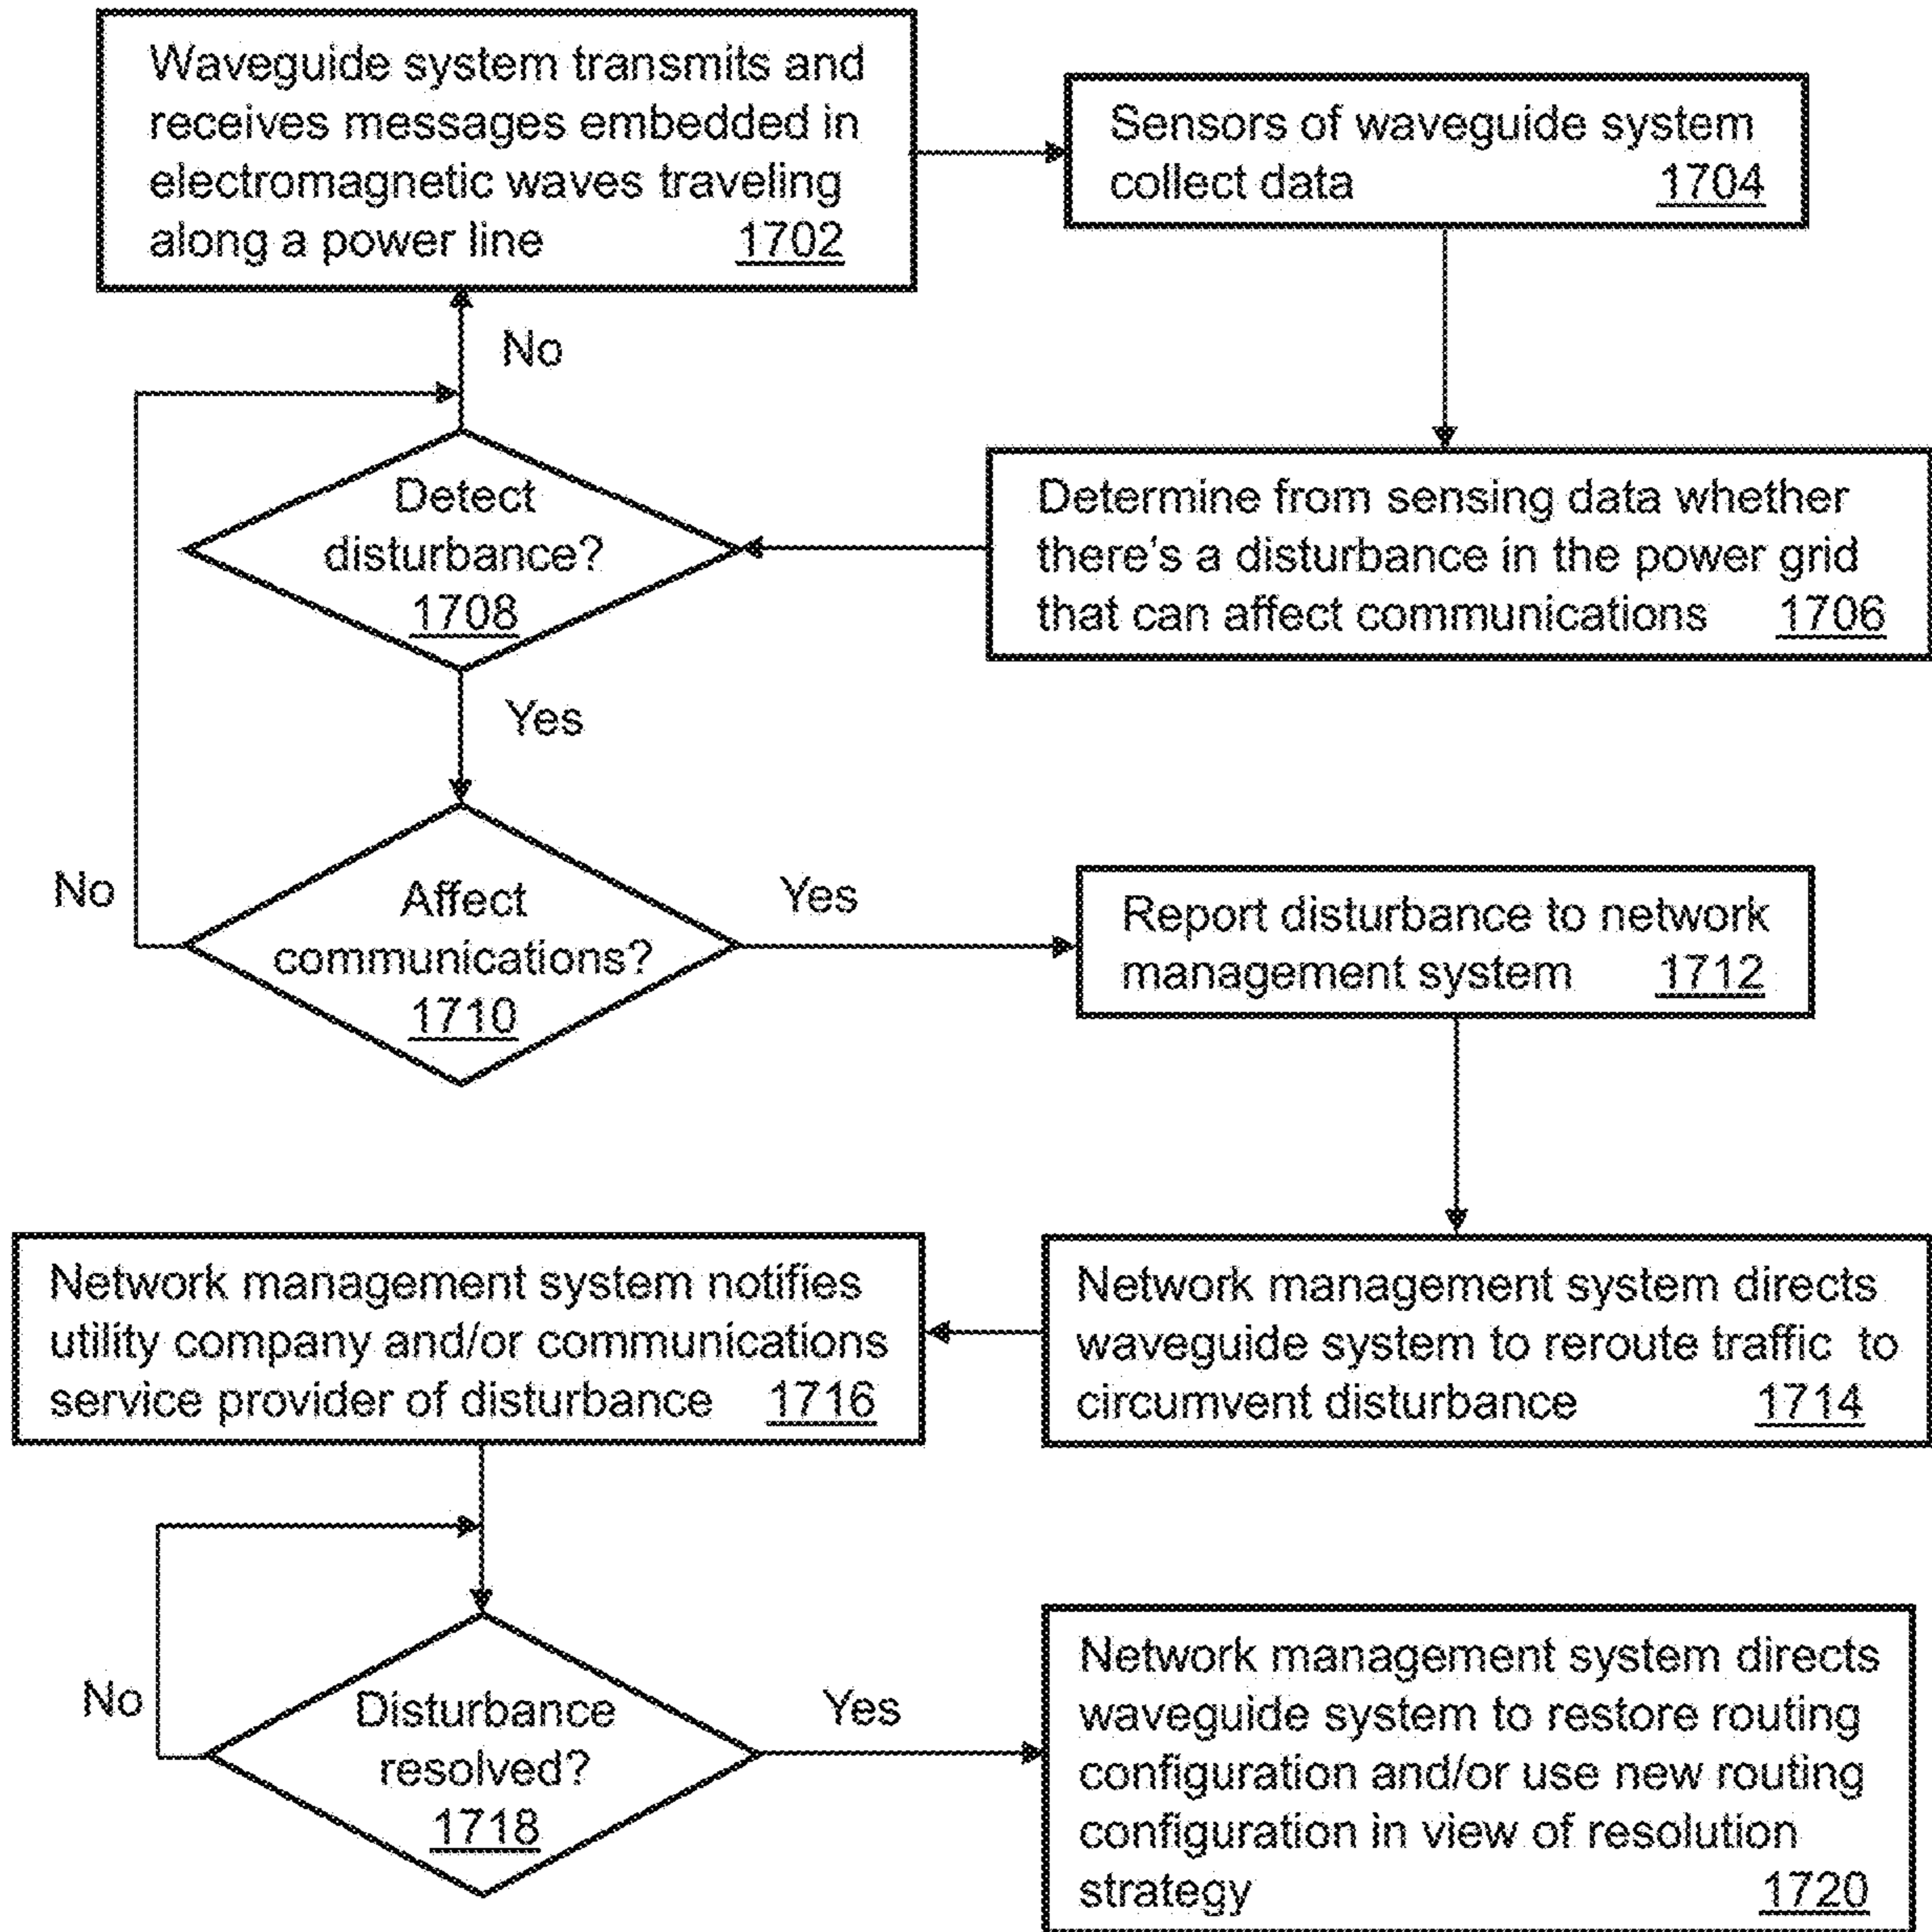 Waveguide system transmits and
receives messages embedded in
electromagnetic waves traveling
along a power line 1702
Sensors of waveguide system
collect data 1704
Determine from sensing data whether
there's a disturbance in the power grid
that can affect communications 1706
No
Detect
disturbance?
1708
Yes
No
Affect
communications?
1710
Yes
Report disturbance to network
management system 1712
Network management system directs
waveguide system to reroute traffic to
circumvent disturbance 1714
Network management system notifies
utility company and/or communications
service provider of disturbance 1716
No
Disturbance
resolved?
1718
Yes
Network management system directs
waveguide system to restore routing
configuration and/or use new routing
configuration in view of resolution
strategy 1720